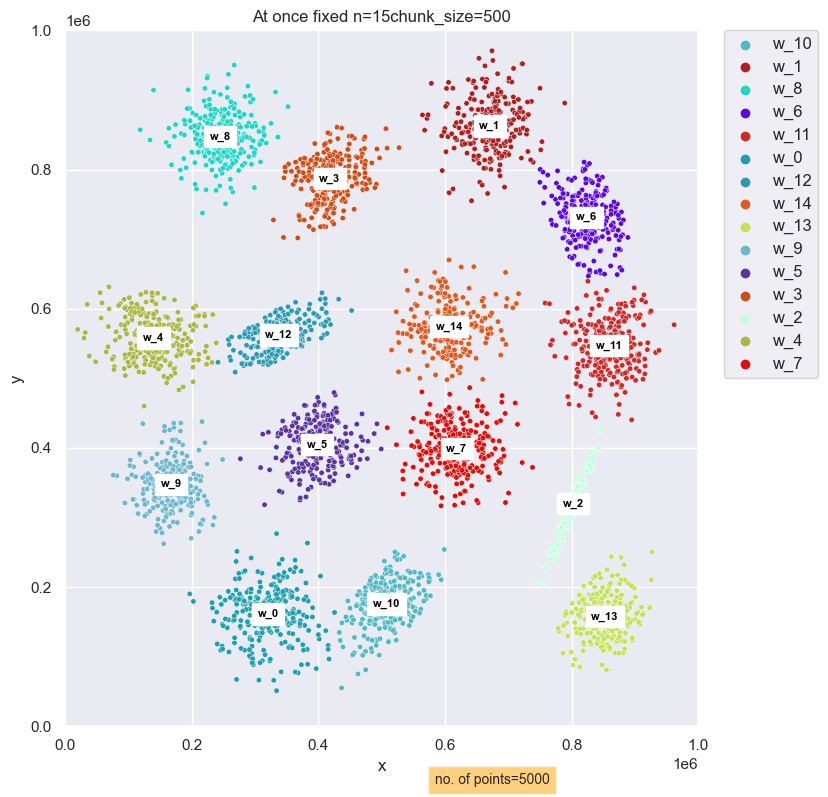 At once fixed n=15chunk_size=500
1e6
1.0
0.8
0.6
0.4
0.2
0.0
y
w_8
w_1
w_3
w_6
w_4
w_12
w_14
w_11
w_5
w_7
w_9
w_2
w_0
w_10
w_13
0.0 0.2 0.4 0.6 0.8 1.0
x
1e6
no. of points=5000
w_10
w_1
w_8
w_6
w_11
w_0
w_12
w_14
w_13
w_9
w_5
w_3
w_2
w_4
w_7